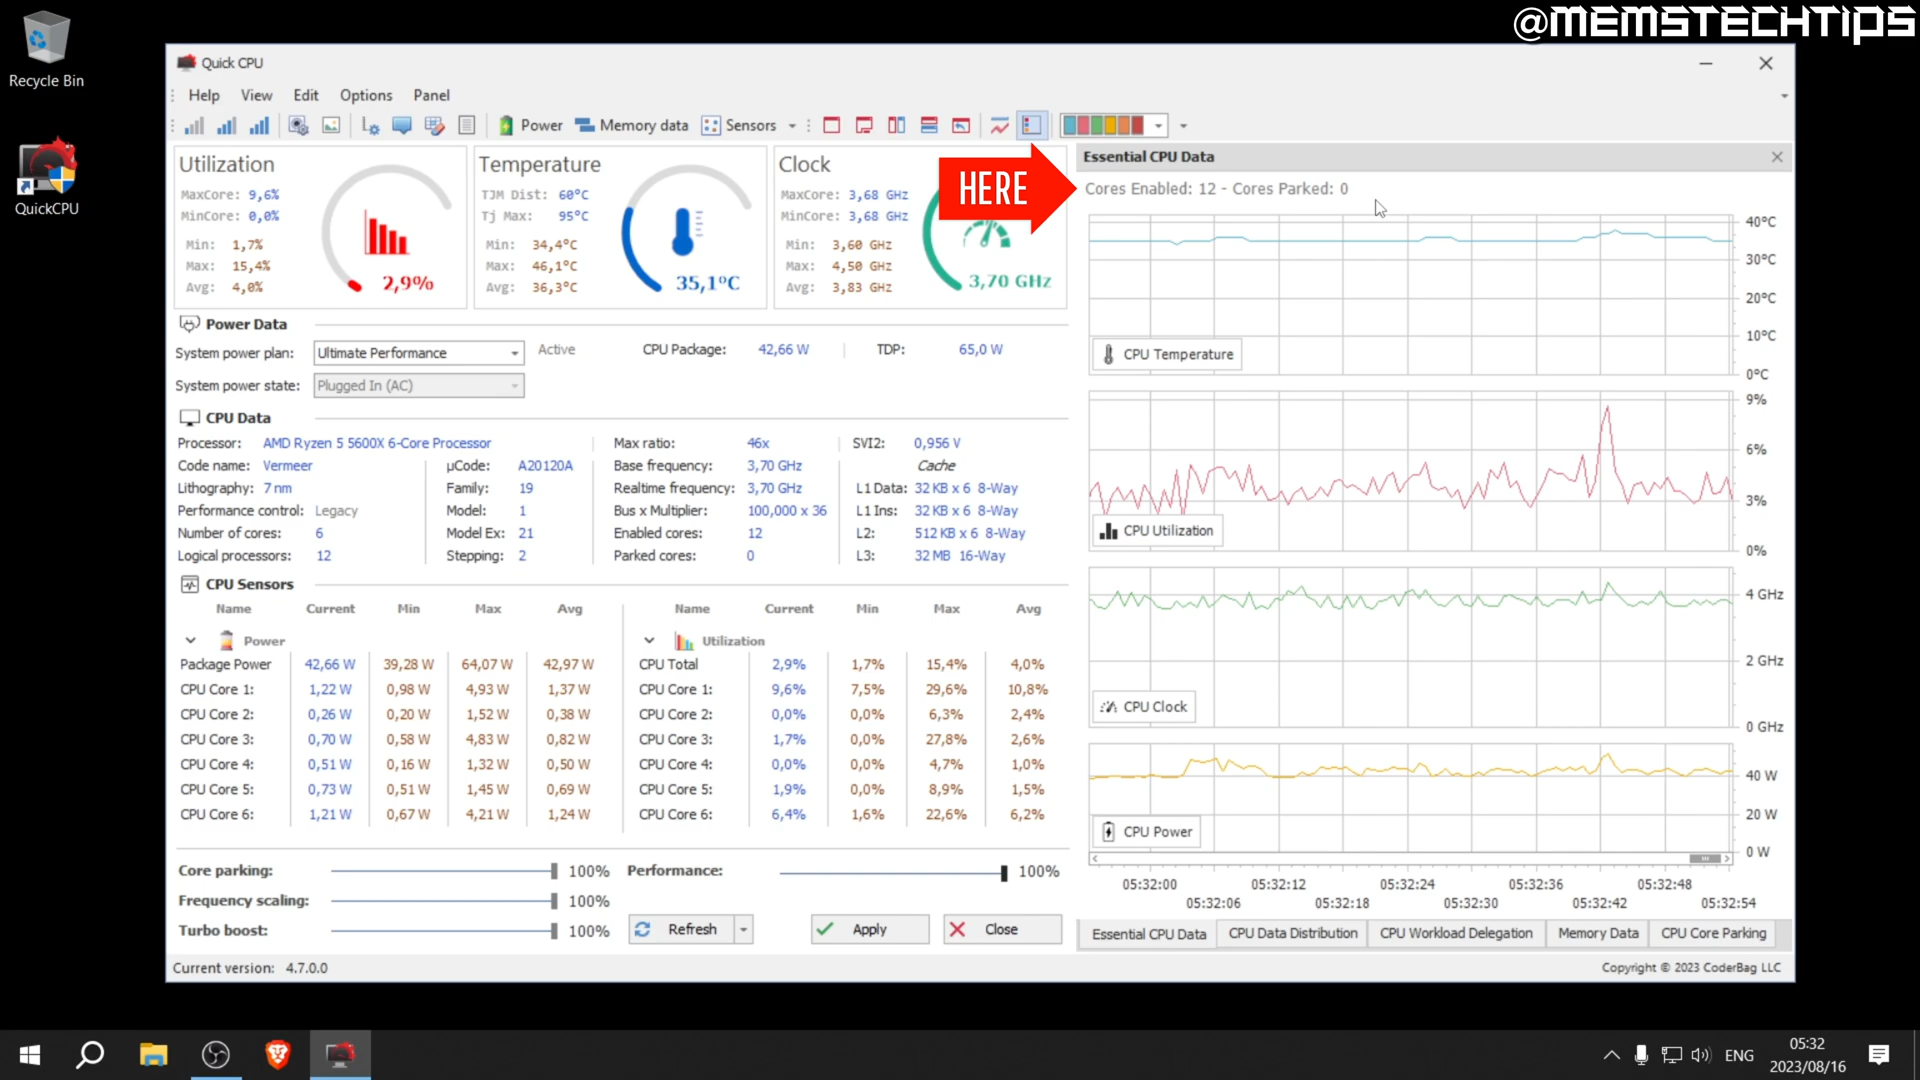 @MEMSTECHTIPS
Recycle Bin
QuickCPU
Quick CPU
Help View Edit Options Panel
Power Memory data Sensors
Utilization
MaxCore: 9,6%
MinCore: 0,0%
Min: 1,7%
Max: 15,4%
Avg: 4,0%
2,9%
Temperature
TJM Dist: 60°C
Tj Max: 95°C
Min: 34,4°C
Max: 46,1°C
Avg: 36,3°C
35,1°C
Clock
MaxCore: 3,68 GHz
MinCore: 3,68 GHz
Min: 3,60 GHz
Max: 4,50 GHz
Avg: 3,83 GHz
3,70 GHz
HERE
Power Data
System power plan: Ultimate Performance Active CPU Package: 42,66 W TDP: 65,0 W
System power state: Plugged In (AC)
CPU Data
Processor: AMD Ryzen 5 5600X 6-Core Processor Max ratio: 46x SVI2: 0,956 V
Code name: Vermeer µCode: A20120A Base frequency: 3,70 GHz Cache
Lithography: 7 nm Family: 19 Realtime frequency: 3,70 GHz L1 Data: 32 KB x 6 8-Way
Performance control: Legacy Model: 1 Bus x Multiplier: 100,000 x 36 L1 Ins: 32 KB x 6 8-Way
Number of cores: 6 Model Ex: 21 Enabled cores: 12 L2: 512 KB x 6 8-Way
Logical processors: 12 Stepping: 2 Parked cores: 0 L3: 32 MB 16-Way
CPU Sensors
Name Current Min Max Avg Name Current Min Max Avg
Power Utilization
Package Power 42,66 W 39,28 W 64,07 W 42,97 W CPU Total 2,9% 1,7% 15,4% 4,0%
CPU Core 1: 1,22 W 0,98 W 4,93 W 1,37 W CPU Core 1: 9,6% 7,5% 29,6% 10,8%
CPU Core 2: 0,26 W 0,20 W 1,52 W 0,38 W CPU Core 2: 0,0% 0,0% 6,3% 2,4%
CPU Core 3: 0,70 W 0,58 W 4,83 W 0,82 W CPU Core 3: 1,7% 0,0% 27,8% 2,6%
CPU Core 4: 0,51 W 0,16 W 1,32 W 0,50 W CPU Core 4: 0,0% 0,0% 4,7% 1,0%
CPU Core 5: 0,73 W 0,51 W 1,45 W 0,69 W CPU Core 5: 1,9% 0,0% 8,9% 1,5%
CPU Core 6: 1,21 W 0,67 W 4,21 W 1,24 W CPU Core 6: 6,4% 1,6% 22,6% 6,2%
Core parking: 100% Performance: 100%
Frequency scaling: 100%
Turbo boost: 100% Refresh Apply Close
Current version: 4.7.0.0
Essential CPU Data
Cores Enabled: 12 - Cores Parked: 0
40°C
30°C
20°C
10°C
0°C
CPU Temperature
9%
6%
3%
0%
CPU Utilization
4 GHz
2 GHz
0 GHz
CPU Clock
40 W
20 W
0 W
CPU Power
05:32:00 05:32:12 05:32:24 05:32:36 05:32:48
05:32:06 05:32:18 05:32:30 05:32:42 05:32:54
Essential CPU Data CPU Data Distribution CPU Workload Delegation Memory Data CPU Core Parking
Copyright © 2023 CoderBag LLC
ENG
05:32
2023/08/16